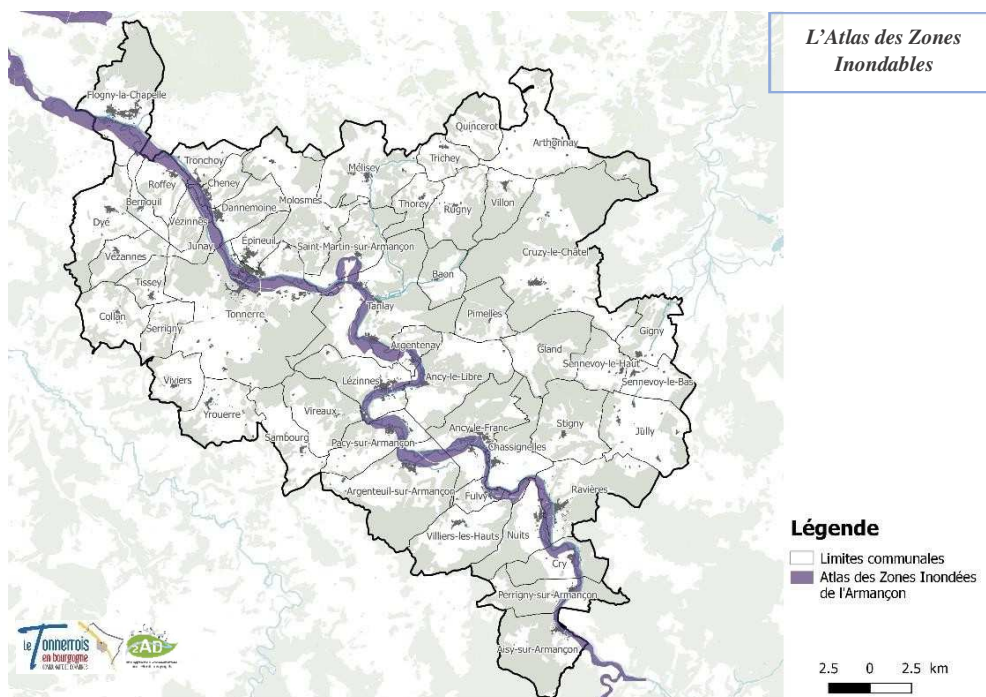 L'Atlas des Zones
Inondables
Flogny-la-Chapelle
Quincerot
Arthonnay
Tronchoy
Trichey
Mélisey
Roffey
Cheney
Bernouil
Dannemoine
Molosmes
Thorey
Rugny
Villon
Dyé
Vézinnes
Junay
Épineuil
Saint-Martin-sur-Armançon
Cruzy-le-Châtel
Vézannes
Baon
Tissey
Tanlay
Collan
Tonnerre
Pimelles
Serrigny
Gigny
Argentenay
Gland
Sennevoy-le-Haut
Viviers
Lézinnes
Ancy-le-Libre
Sennevoy-le-Bas
Yrouerre
Vireaux
Stigny
Jully
Sambourg
Ancy-le-Franc
Pacy-sur-Armançon
Chassignelles
Argenteuil-sur-Armançon
Fulvy
Ravières
Villiers-les-Hauts
Nuits
Cry
Perrigny-sur-Armançon
Aisy-sur-Armançon
Légende
Limites communales
Atlas des Zones Inondées
de l'Armançon
2.5 0 2.5 km
Le Tonnerrois
en bourgogne
2AD